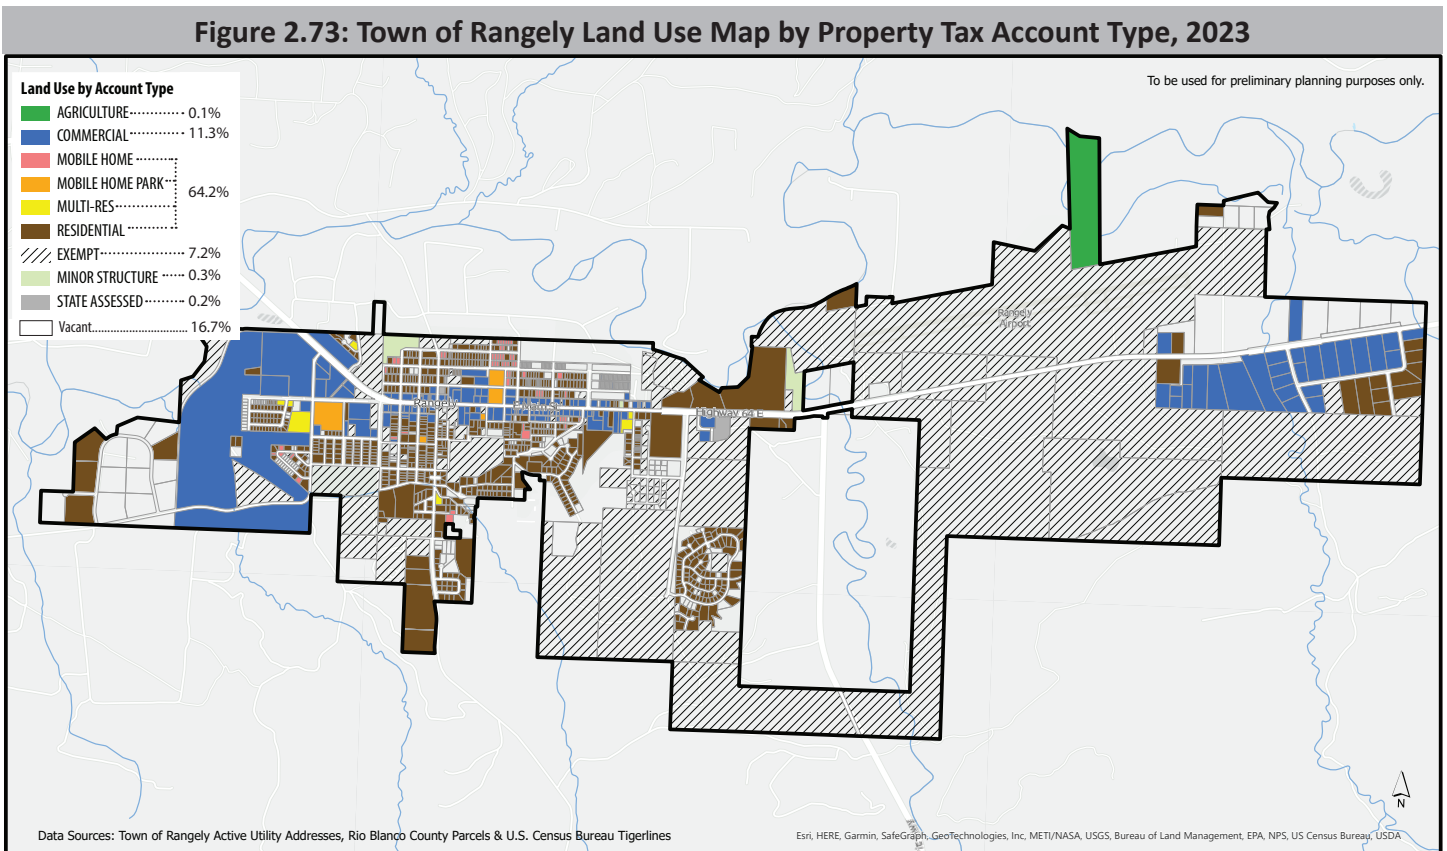 Figure 2.73: Town of Rangely Land Use Map by Property Tax Account Type, 2023
To be used for preliminary planning purposes only.
Land Use by Account Type
AGRICULTURE 0.1%
COMMERCIAL 11.3%
MOBILE HOME
MOBILE HOME PARK
64.2%
MULTI-RES
RESIDENTIAL
EXEMPT 7.2%
MINOR STRUCTURE 0.3%
STATE ASSESSED 0.2%
Vacant 16.7%
Rangely
Airport
Rangely
Highway 64 E
N
Data Sources: Town of Rangely Active Utility Addresses, Rio Blanco County Parcels & U.S. Census Bureau Tigerlines
Esri, HERE, Garmin, SafeGraph, GeoTechnologies, Inc, METI/NASA, USGS, Bureau of Land Management, EPA, NPS, US Census Bureau, USDA